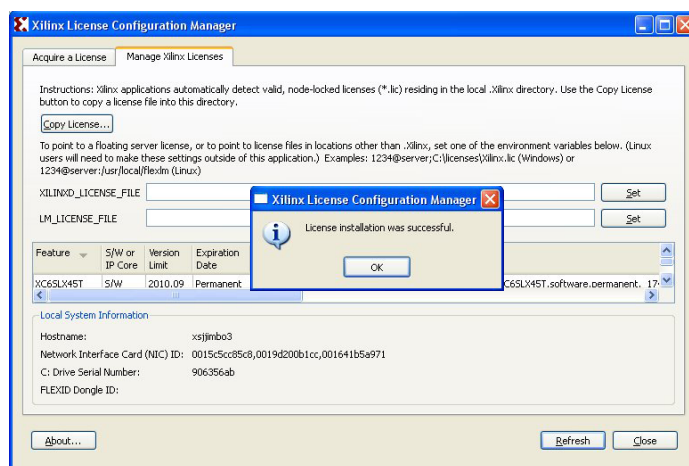 Xilinx License Configuration Manager
Acquire a License
Manage Xilinx Licenses
Instructions: Xilinx applications automatically detect valid, node-locked licenses (*.lic) residing in the local .Xilinx directory. Use the Copy License
button to copy a license file into this directory.
Copy License...
To point to a floating server license, or to point to license files in locations other than .Xilinx, set one of the environment variables below. (Linux
users will need to make these settings outside of this application.) Examples: 1234@server;C:\licenses\Xilinx.lic (Windows) or
1234@server:/usr/local/flexlm (Linux)
XILINXD_LICENSE_FILE
Set
LM_LICENSE_FILE
Set
Xilinx License Configuration Manager
License installation was successful.
OK
Feature
S/W or
IP Core
Version
Limit
Expiration
Date
XC6SLX45T S/W 2010.09 Permanent
C6SLX45T.software.permanent.
Local System Information
Hostname: xsjjimbo3
Network Interface Card (NIC) ID: 0015c5cc85c8,0019d200b1cc,001641b5a971
C: Drive Serial Number: 906356ab
FLEXID Dongle ID:
About...
Refresh
Close